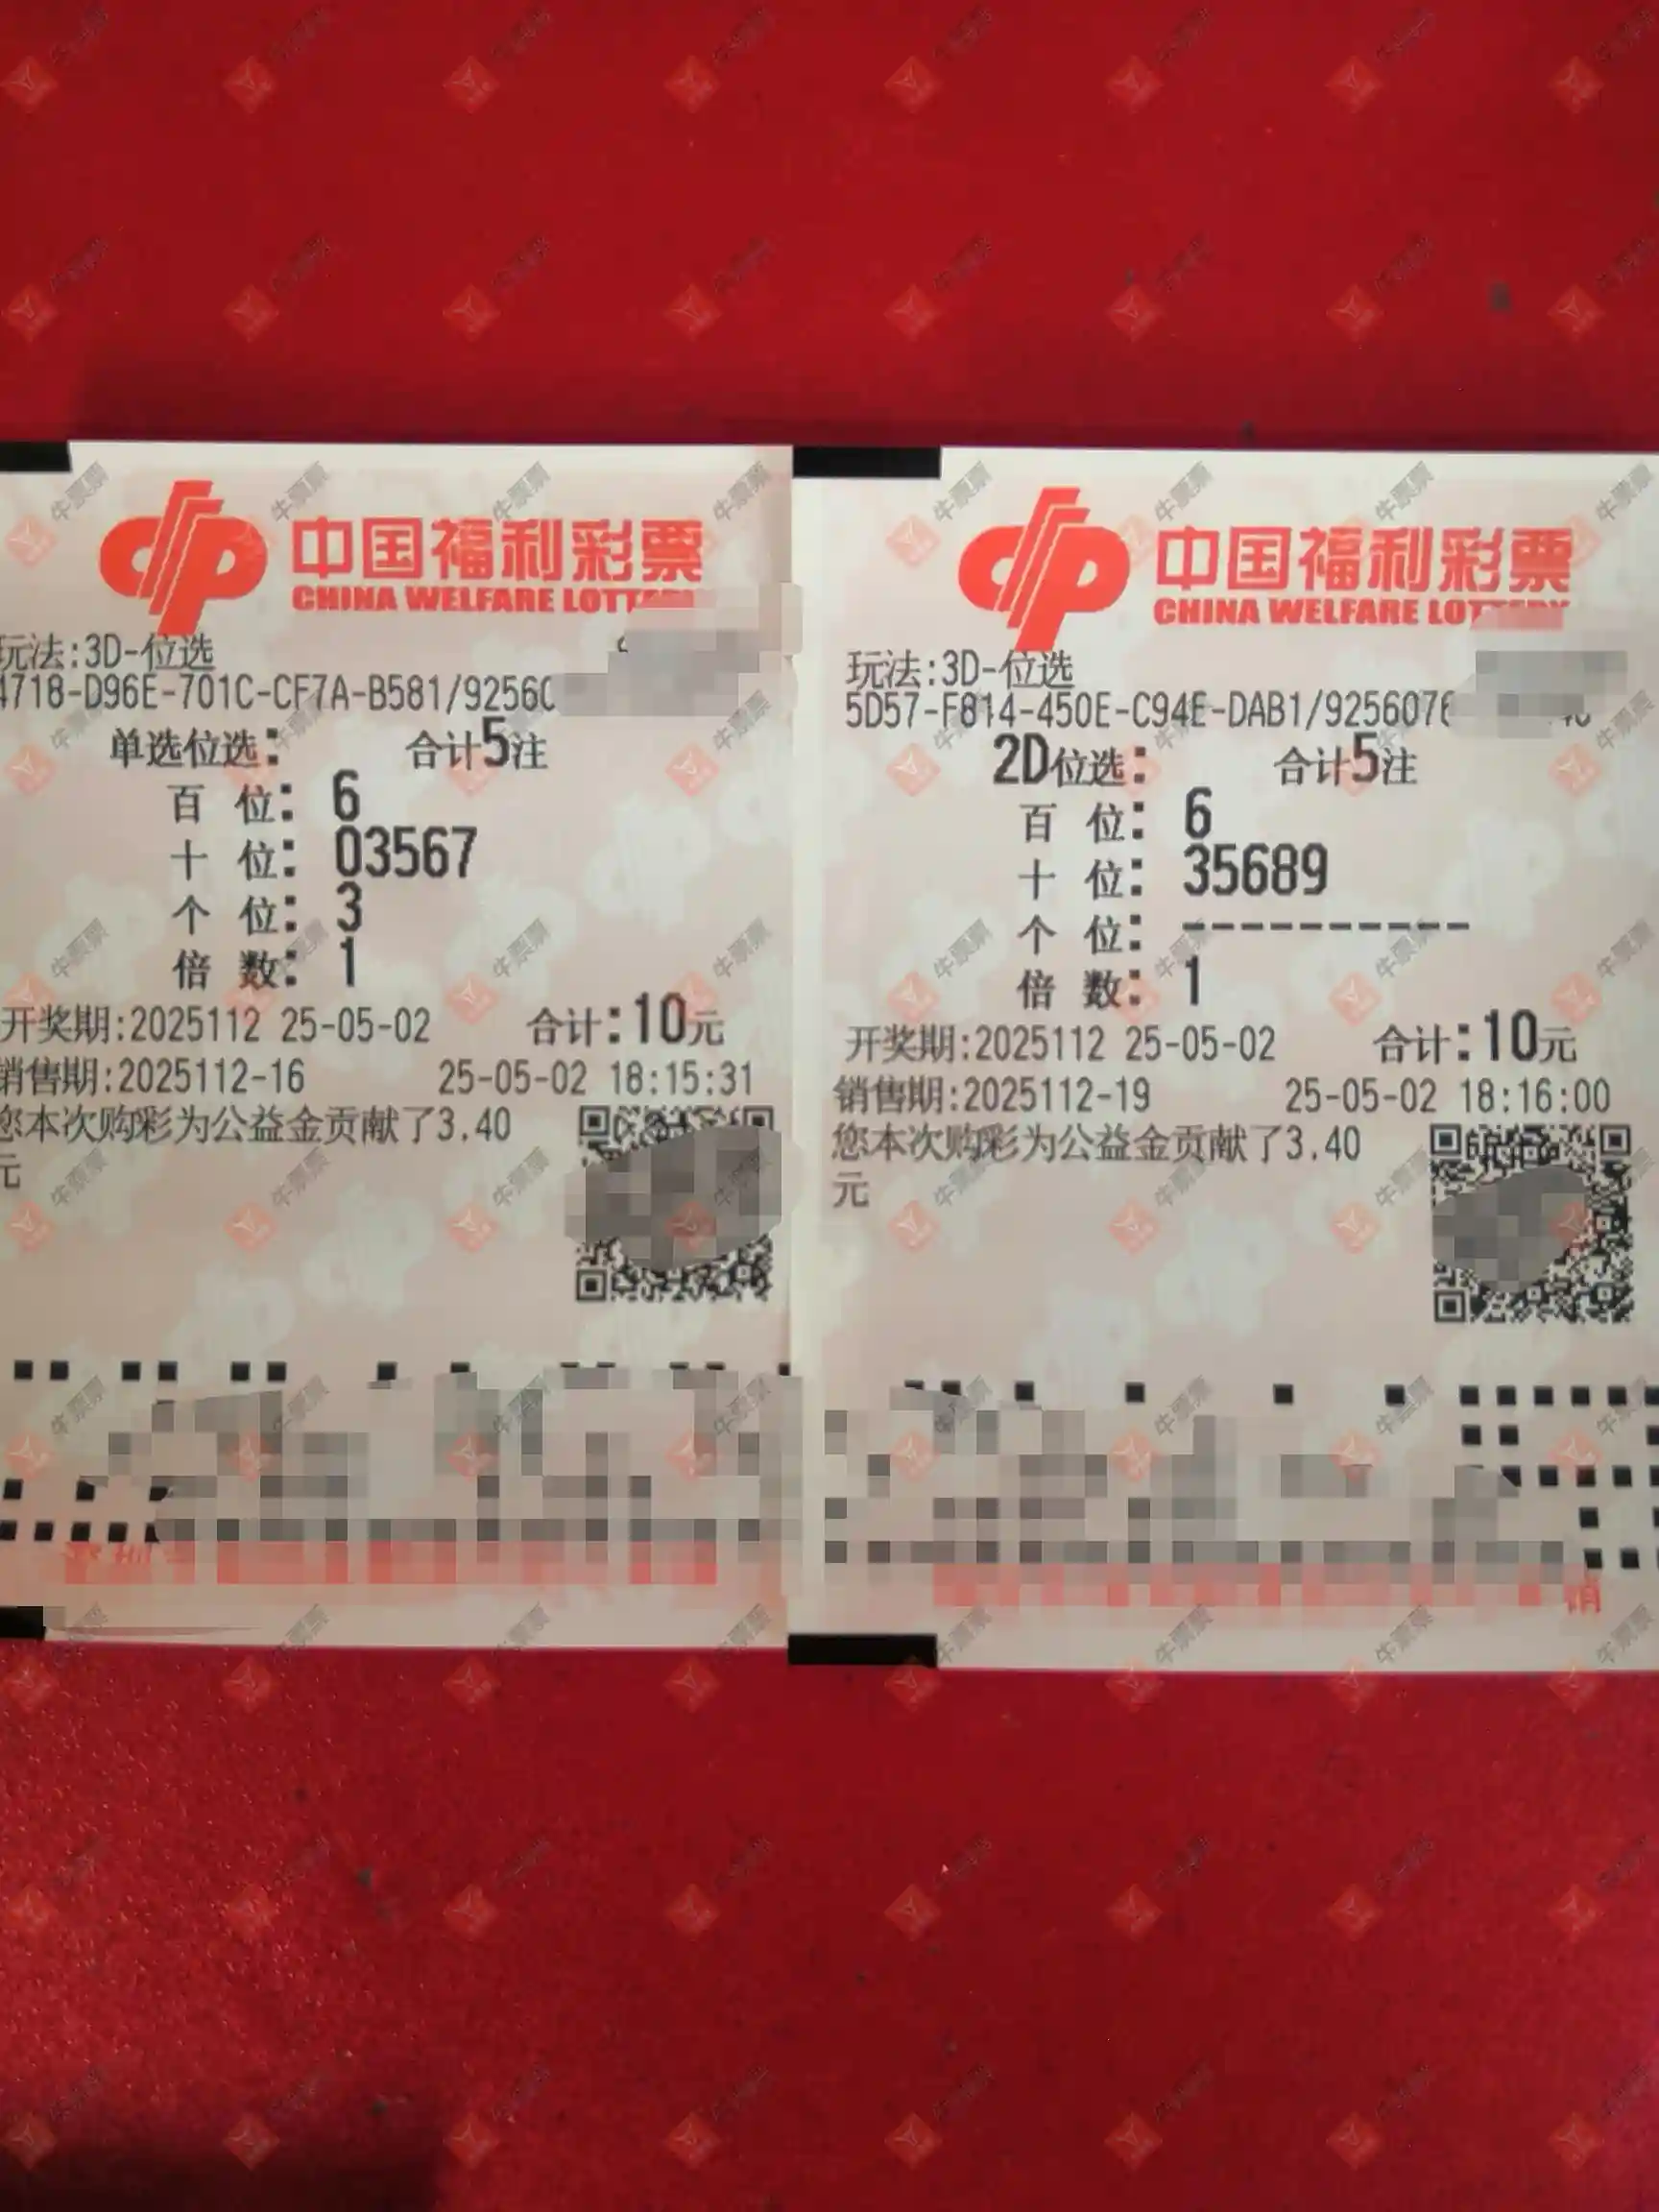 中国福利彩票
CHINA WELFARE LOTTERY
玩法:3D-位选
4718-D96E-701C-CF7A-B581/92560
单选位选: 合计5注
百 位: 6
十 位: 03567
个 位: 3
倍 数: 1
开奖期:2025112 25-05-02 合计:10元
销售期:2025112-16 25-05-02 18:15:31
您本次购彩为公益金贡献了3.40
元
中国福利彩票
CHINA WELFARE LOTTERY
玩法:3D-位选
5D57-F814-450E-C94E-DAB1/9256076
2D位选: 合计5注
百 位: 6
十 位: 35689
个 位: ----------
倍 数: 1
开奖期:2025112 25-05-02 合计:10元
销售期:2025112-19 25-05-02 18:16:00
您本次购彩为公益金贡献了3.40
元
销
牛票票